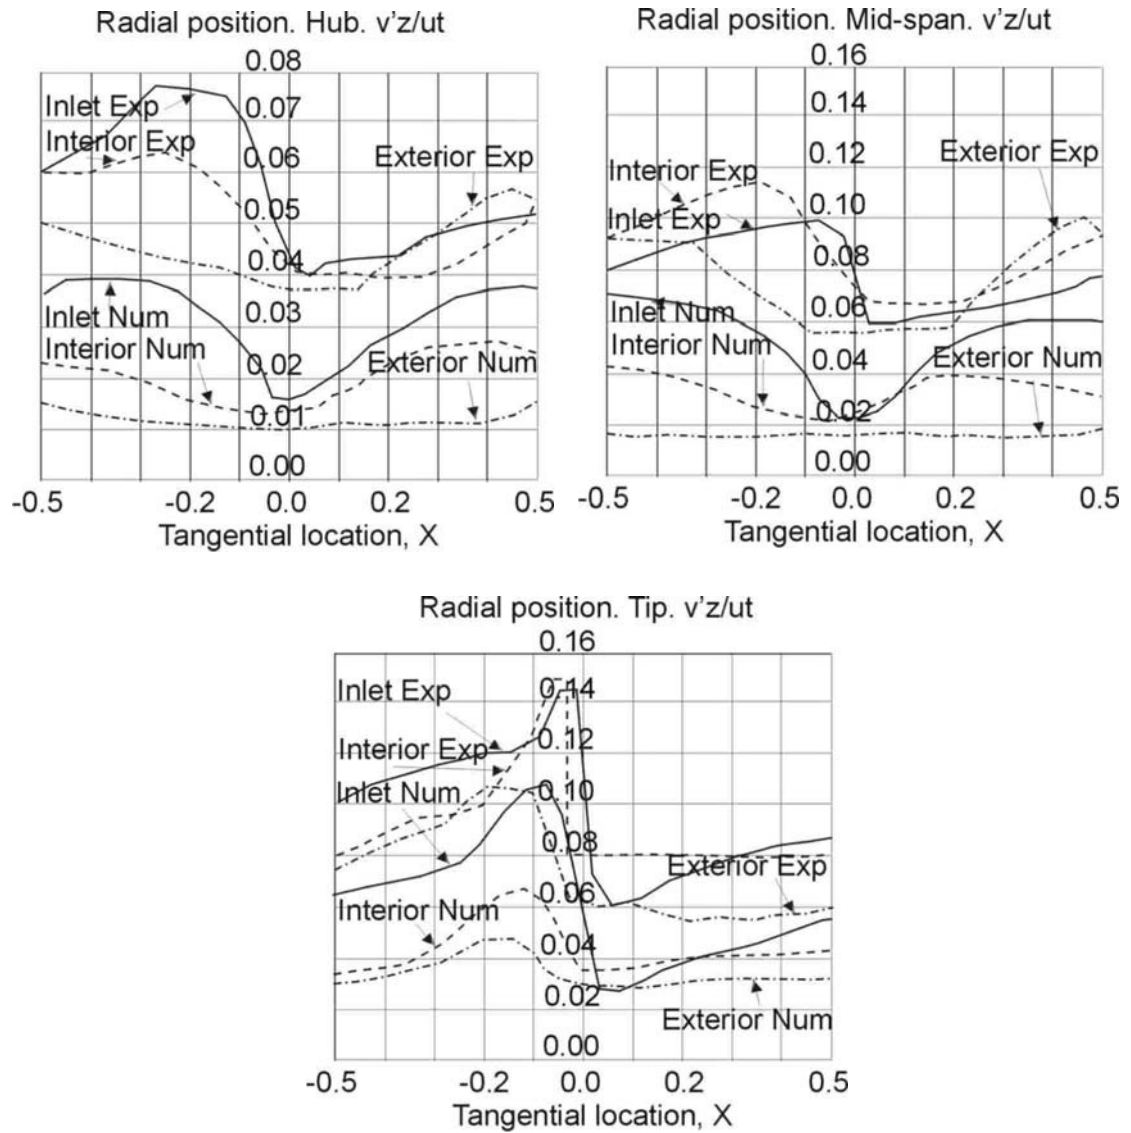 Radial position. Hub. v'z/ut
0.08
Inlet Exp
0.07
Interior Exp
0.06
Exterior Exp
0.05
0.04
Inlet Num
0.03
Interior Num
0.02
Exterior Num
0.01
0.00
-0.5 -0.2 0.0 0.2 0.5
Tangential location, X
Radial position. Mid-span. v'z/ut
0.16
0.14
0.12
Exterior Exp
Interior Exp
0.10
Inlet Exp
0.08
0.06
Inlet Num
Interior Num
0.04
Exterior Num
0.02
0.00
-0.5 -0.2 0.0 0.2 0.5
Tangential location, X
Radial position. Tip. v'z/ut
0.16
Inlet Exp
0.14
Interior Exp
0.12
Inlet Num
0.10
0.08
Exterior Exp
0.06
Interior Num
0.04
0.02
Exterior Num
0.00
-0.5 -0.2 0.0 0.2 0.5
Tangential location, X